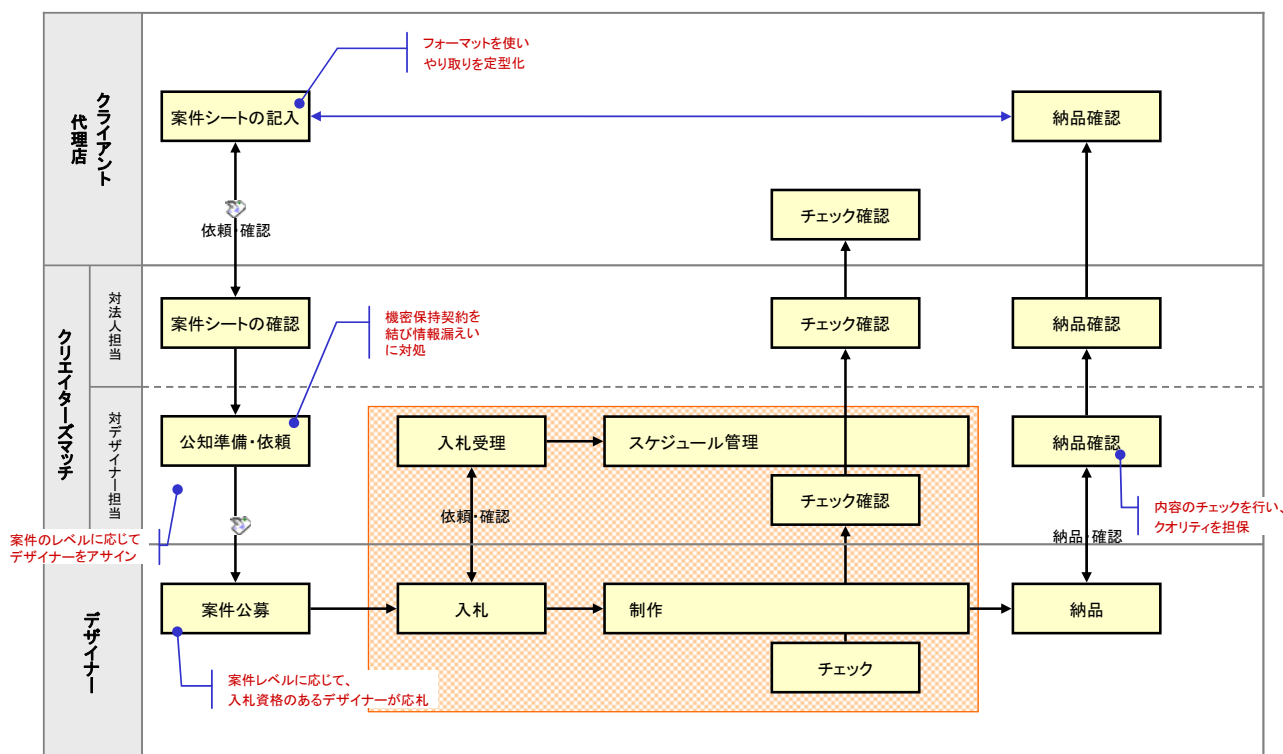 クライアント
代理店
フォーマットを使い
やり取りを定型化
案件シートの記入
納品確認
依頼・確認
チェック確認
クリエイターズマッチ
対法人担当
案件シートの確認
機密保持契約を
結び情報漏えい
に対処
チェック確認
納品確認
対デザイナー担当
公知準備・依頼
入札受理
スケジュール管理
納品確認
チェック確認
依頼・確認
内容のチェックを行い、
クオリティを担保
案件のレベルに応じて
デザイナーをアサイン
納品・確認
デザイナー
案件公募
入札
制作
納品
チェック
案件レベルに応じて、
入札資格のあるデザイナーが応札